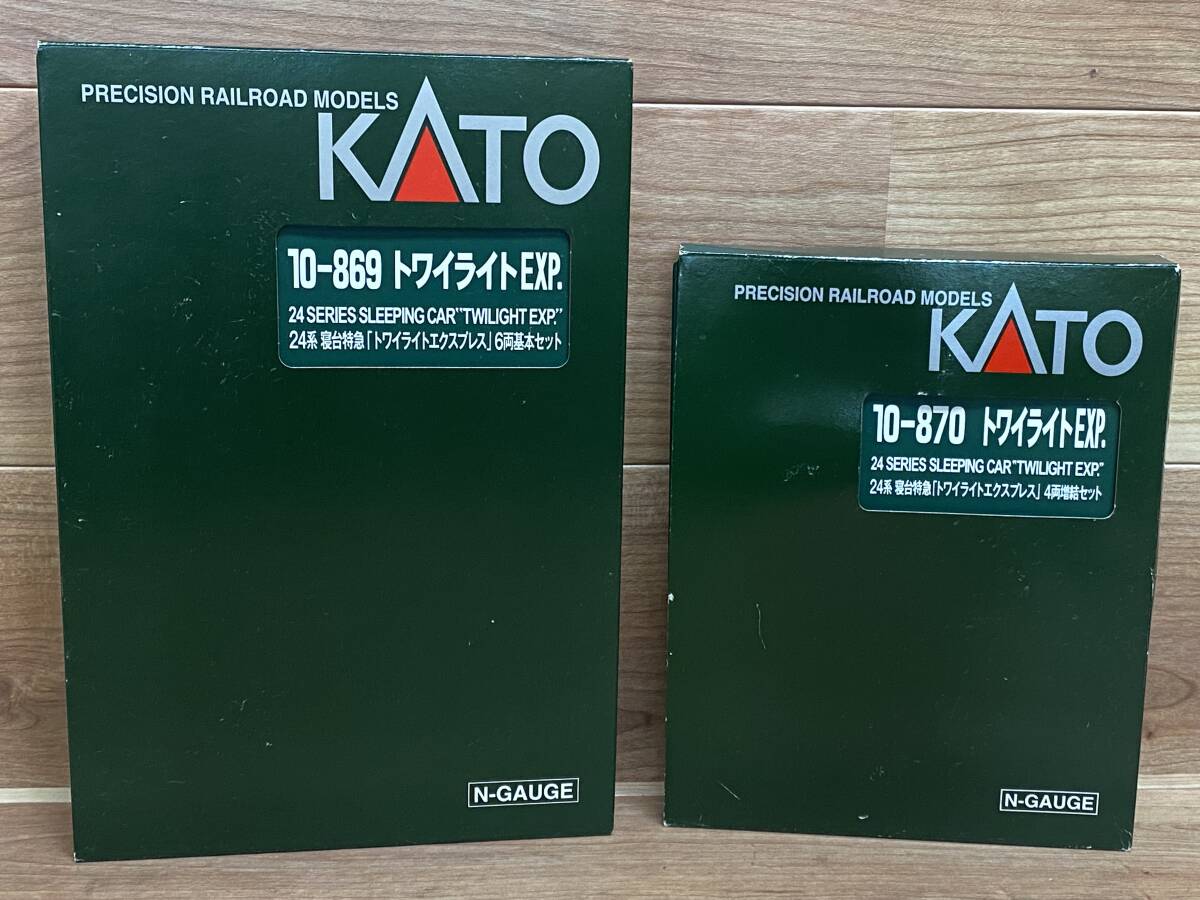 PRECISION RAILROAD MODELS
KATO
10-869 トワイライトEXP.
24 SERIES SLEEPING CAR"TWILIGHT EXP."
24系 寝台特急「トワイライトエクスプレス」6両基本セット
N-GAUGE
PRECISION RAILROAD MODELS
KATO
10-870 トワイライトEXP.
24 SERIES SLEEPING CAR"TWILIGHT EXP."
24系 寝台特急「トワイライトエクスプレス」4両増結セット
N-GAUGE